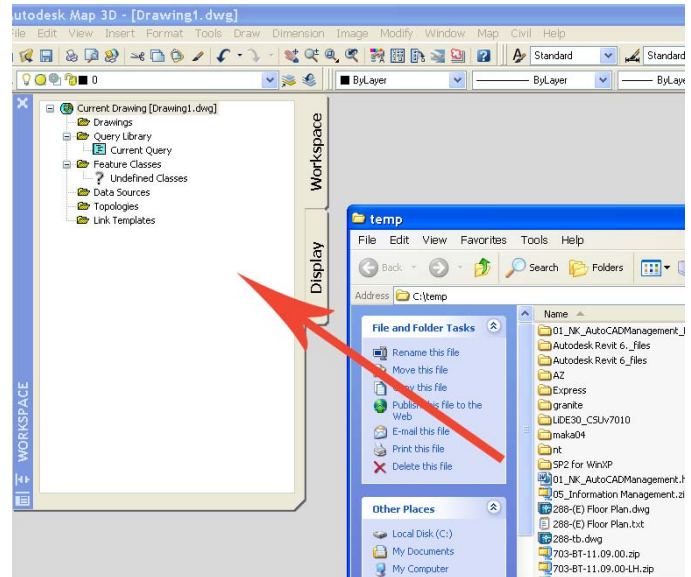 utodesk Map 3D - [Drawing1.dwg]
File Edit View Insert Format Tools Draw Dimension Image Modify Window Map Civil Help
Standard Standard
0 ByLayer ByLayer ByLaye
Current Drawing [Drawing1.dwg]
Drawings
Query Library
Current Query
Feature Classes
? Undefined Classes
Data Sources
Topologies
Link Templates
Workspace
Display
WORKSPACE
temp
File Edit View Favorites Tools Help
Back Search Folders
Address C:\temp
Name
File and Folder Tasks
Rename this file
Move this file
Copy this file
Publish this file to the
Web
E-mail this file
Print this file
Delete this file
Other Places
Local Disk (C:)
My Documents
My Computer
01_NK_AutoCADManagement_
Autodesk Revit 6._files
Autodesk Revit 6_files
AZ
Express
granite
LiDE30_CSUv7010
maka04
nt
SP2 for WinXP
01_NK_AutoCADManagement.h
05_Information Management.zi
288-(E) Floor Plan.dwg
288-(E) Floor Plan.txt
288-tb.dwg
703-BT-11.09.00.zip
703-BT-11.09.00-LH.zip